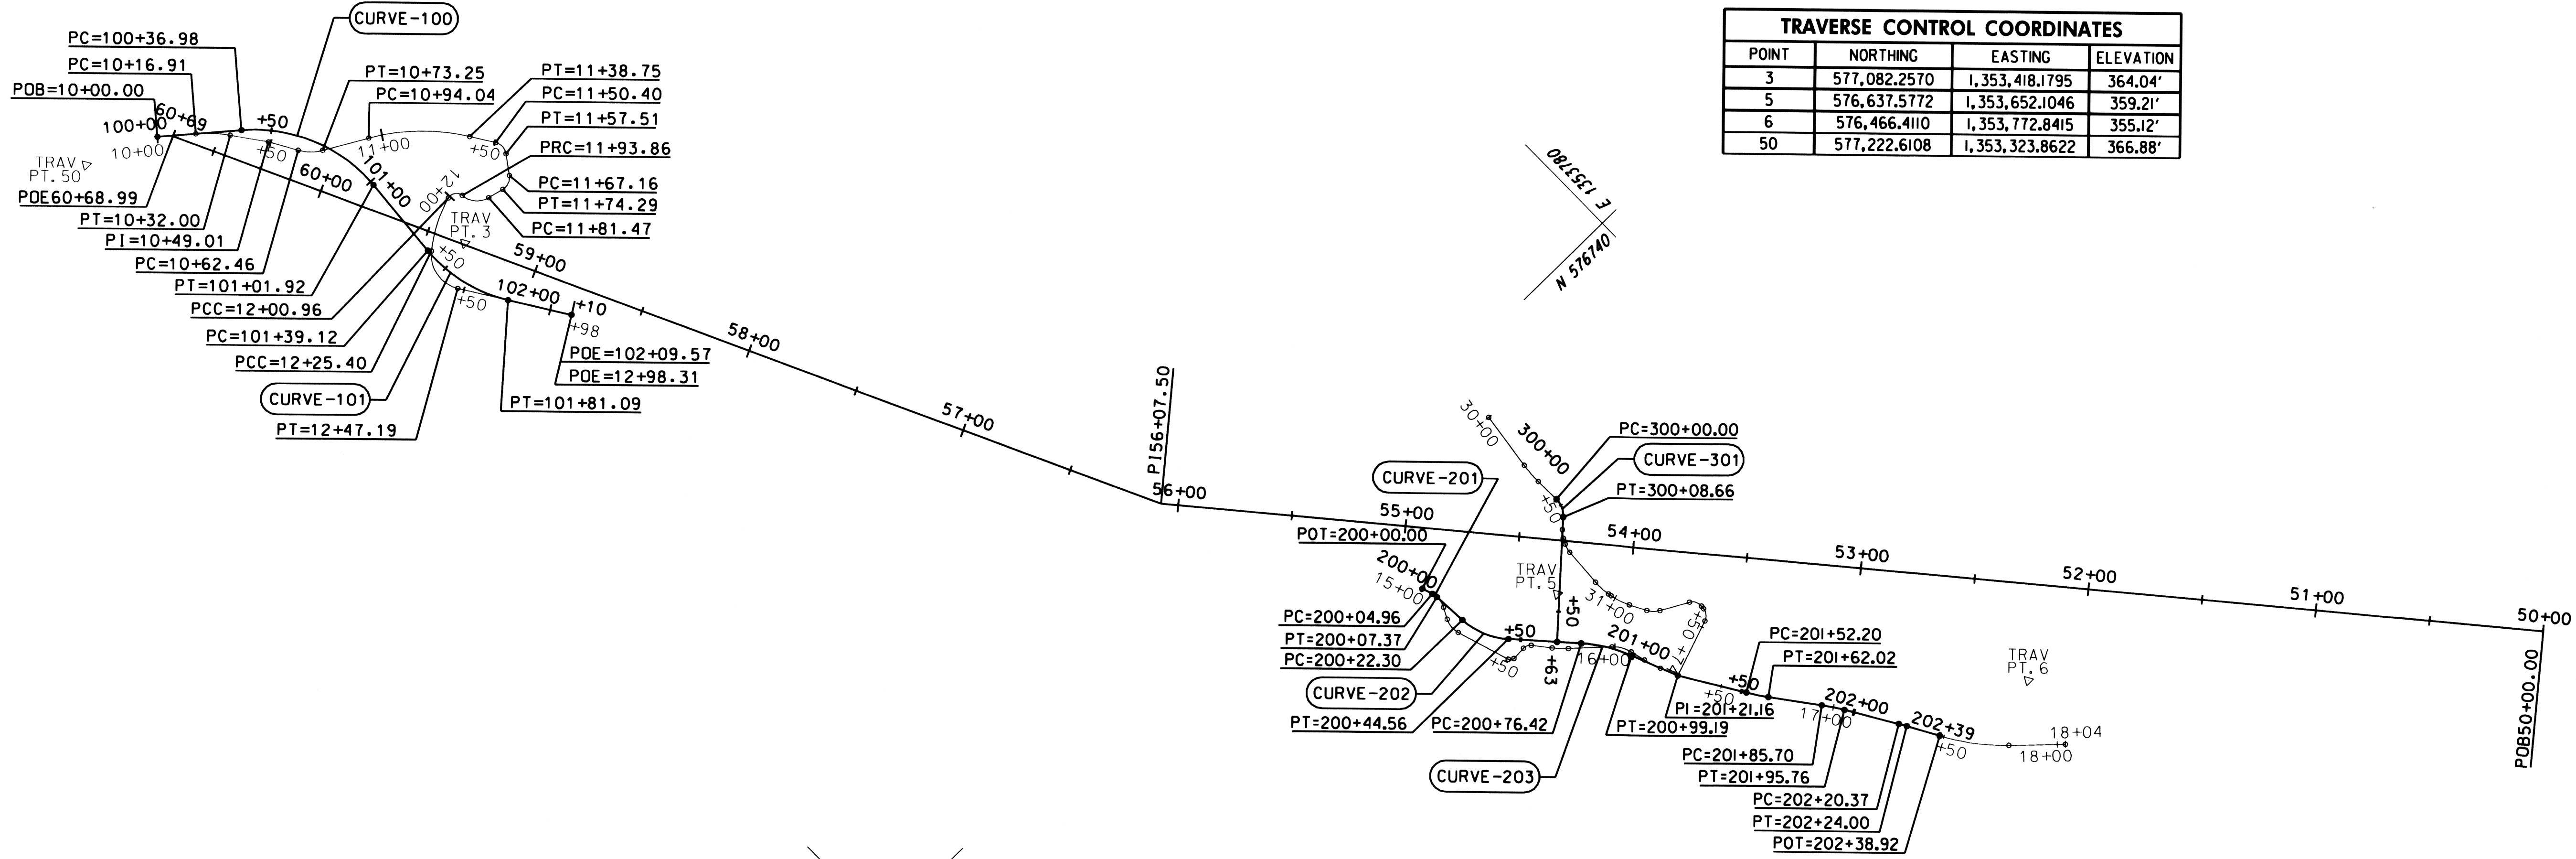 CURVE-100
PC=100+36.98
PC=10+16.91
POB=10+00.00
PT=10+73.25
PC=10+94.04
PT=11+38.75
PC=11+50.40
PT=11+57.51
PRC=11+93.86
PC=11+67.16
PT=11+74.29
PC=11+81.47
100+00
60+69
+50
10+00
+50
11+00
+50
TRAV
PT.50
60+00
101+00
12+00
TRAV
PT.3
POE60+68.99
PT=10+32.00
PI=10+49.01
PC=10+62.46
PT=101+01.92
PCC=12+00.96
PC=101+39.12
PCC=12+25.40
CURVE-101
PT=12+47.19
+50
59+00
102+00
+10
+50
+98
POE=102+09.57
POE=12+98.31
PT=101+81.09
58+00
57+00
PI56+07.50
56+00
TRAVERSE CONTROL COORDINATES
POINT NORTHING EASTING ELEVATION
3 577,082.2570 1,353,418.1795 364.04'
5 576,637.5772 1,353,652.1046 359.21'
6 576,466.4110 1,353,772.8415 355.12'
50 577,222.6108 1,353,323.8622 366.88'
E 1353780
N 576740
30+00
300+00
+50
PC=300+00.00
CURVE-301
PT=300+08.66
CURVE-201
55+00
54+00
53+00
52+00
51+00
50+00
POB50+00.00
POT=200+00.00
200+00
15+00
TRAV
PT.5
31+00
+50
+50
+74
PC=200+04.96
PT=200+07.37
PC=200+22.30
CURVE-202
PT=200+44.56
+50
+50
+63
16+00
201+00
PC=200+76.42
CURVE-203
PT=200+99.19
PI=201+21.16
PC=201+52.20
PT=201+62.02
+50
+50
202+00
17+00
202+39
+50
PC=201+85.70
PT=201+95.76
PC=202+20.37
PT=202+24.00
POT=202+38.92
TRAV
PT.6
18+04
18+00